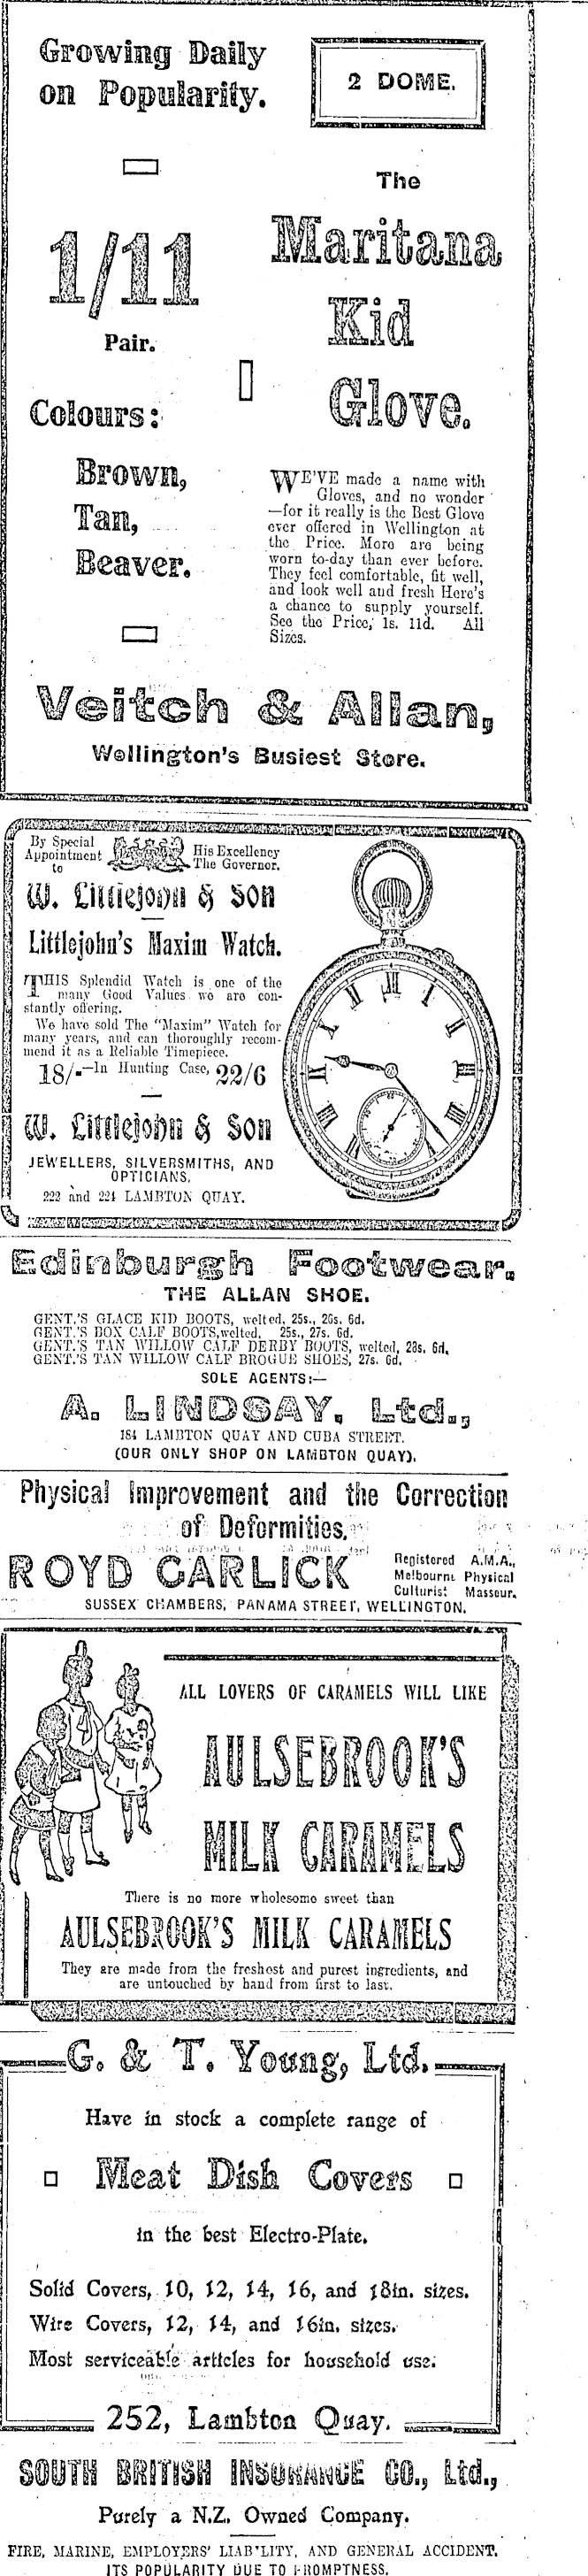 Growing Daily
on Popularity.
2 DOME.
1/11
Pair.
Colours:
Brown,
Tan,
Beaver.
The
Maritana
Kid
Glove.
WE'VE made a name with
Gloves, and no wonder
—for it really is the Best Glove
ever offered in Wellington at
the Price. More are being
worn to-day than ever before.
They feel comfortable, fit well,
and look well and fresh Here's
a chance to supply yourself.
See the Price, 1s. 11d. All
Sizes.
Veitch & Allan,
Wellington's Busiest Store.
By Special
Appointment
to
His Excellency
The Governor.
W. Littlejohn & Son
Littlejohn's Maxim Watch.
THIS Splendid Watch is one of the
many Good Values we are con-
stantly offering.
We have sold The "Maxim" Watch for
many years, and can thoroughly recom-
mend it as a Reliable Timepiece.
18/-—In Hunting Case, 22/6
W. Littlejohn & Son
JEWELLERS, SILVERSMITHS, AND
OPTICIANS,
222 and 224 LAMBTON QUAY.
Edinburgh Footwear.
THE ALLAN SHOE.
GENT.'S GLACE KID BOOTS, welted, 25s., 26s. 6d.
GENT.'S BOX CALF BOOTS, welted, 25s., 27s. 6d.
GENT.'S TAN WILLOW CALF DERBY BOOTS, welted, 28s. 6d.
GENT.'S TAN WILLOW CALF BROGUE SHOES, 27s. 6d.
SOLE AGENTS:—
A. LINDSAY, Ltd.,
184 LAMBTON QUAY AND CUBA STREET.
(OUR ONLY SHOP ON LAMBTON QUAY).
Physical Improvement and the Correction
of Deformities.
ROYD GARLICK
Registered A.M.A.,
Melbourne Physical
Culturist Masseur.
SUSSEX CHAMBERS, PANAMA STREET, WELLINGTON.
ALL LOVERS OF CARAMELS WILL LIKE
AULSEBROOK'S
MILK CARAMELS
There is no more wholesome sweet than
AULSEBROOK'S MILK CARAMELS
They are made from the freshest and purest ingredients, and
are untouched by hand from first to last.
G. & T. Young, Ltd.
Have in stock a complete range of
Meat Dish Covers
in the best Electro-Plate.
Solid Covers, 10, 12, 14, 16, and 18in. sizes.
Wire Covers, 12, 14, and 16in. sizes.
Most serviceable articles for household use.
252, Lambton Quay.
SOUTH BRITISH INSURANCE CO., Ltd.,
Purely a N.Z. Owned Company.
FIRE, MARINE, EMPLOYERS' LIAB'LITY, AND GENERAL ACCIDENT.
ITS POPULARITY DUE TO PROMPTNESS.